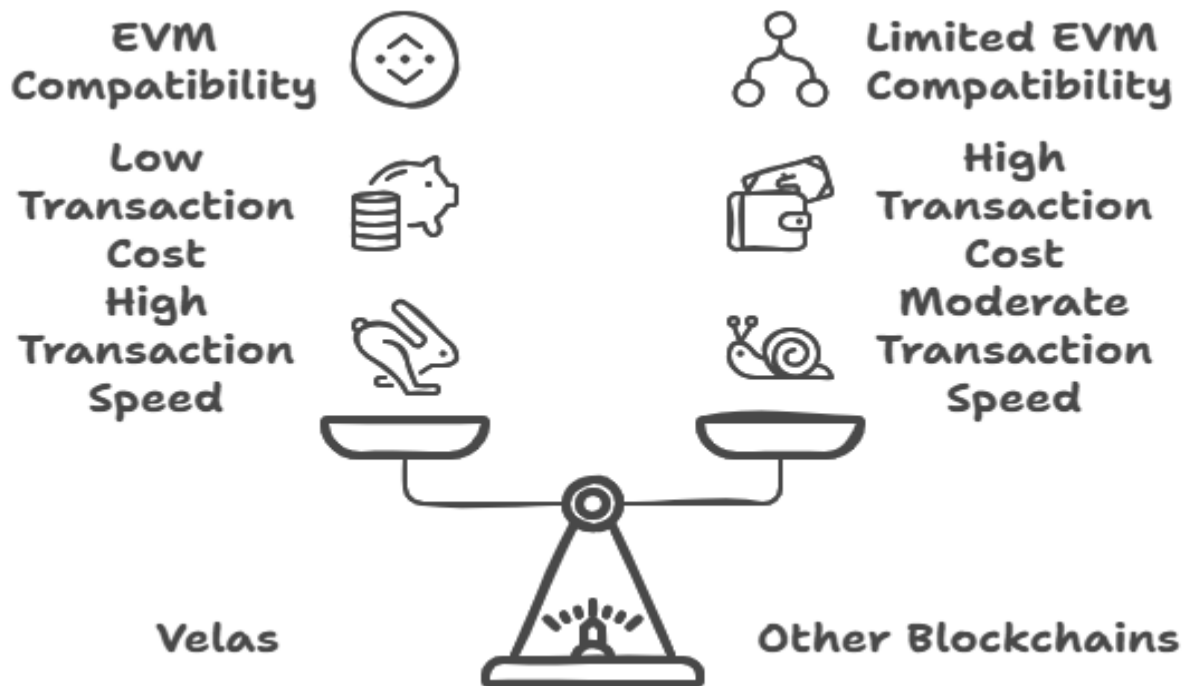 EVM
Compatibility
Limited EVM
Compatibility
Low
Transaction
Cost
High
Transaction
Cost
High
Transaction
Speed
Moderate
Transaction
Speed
Velas
Other Blockchains